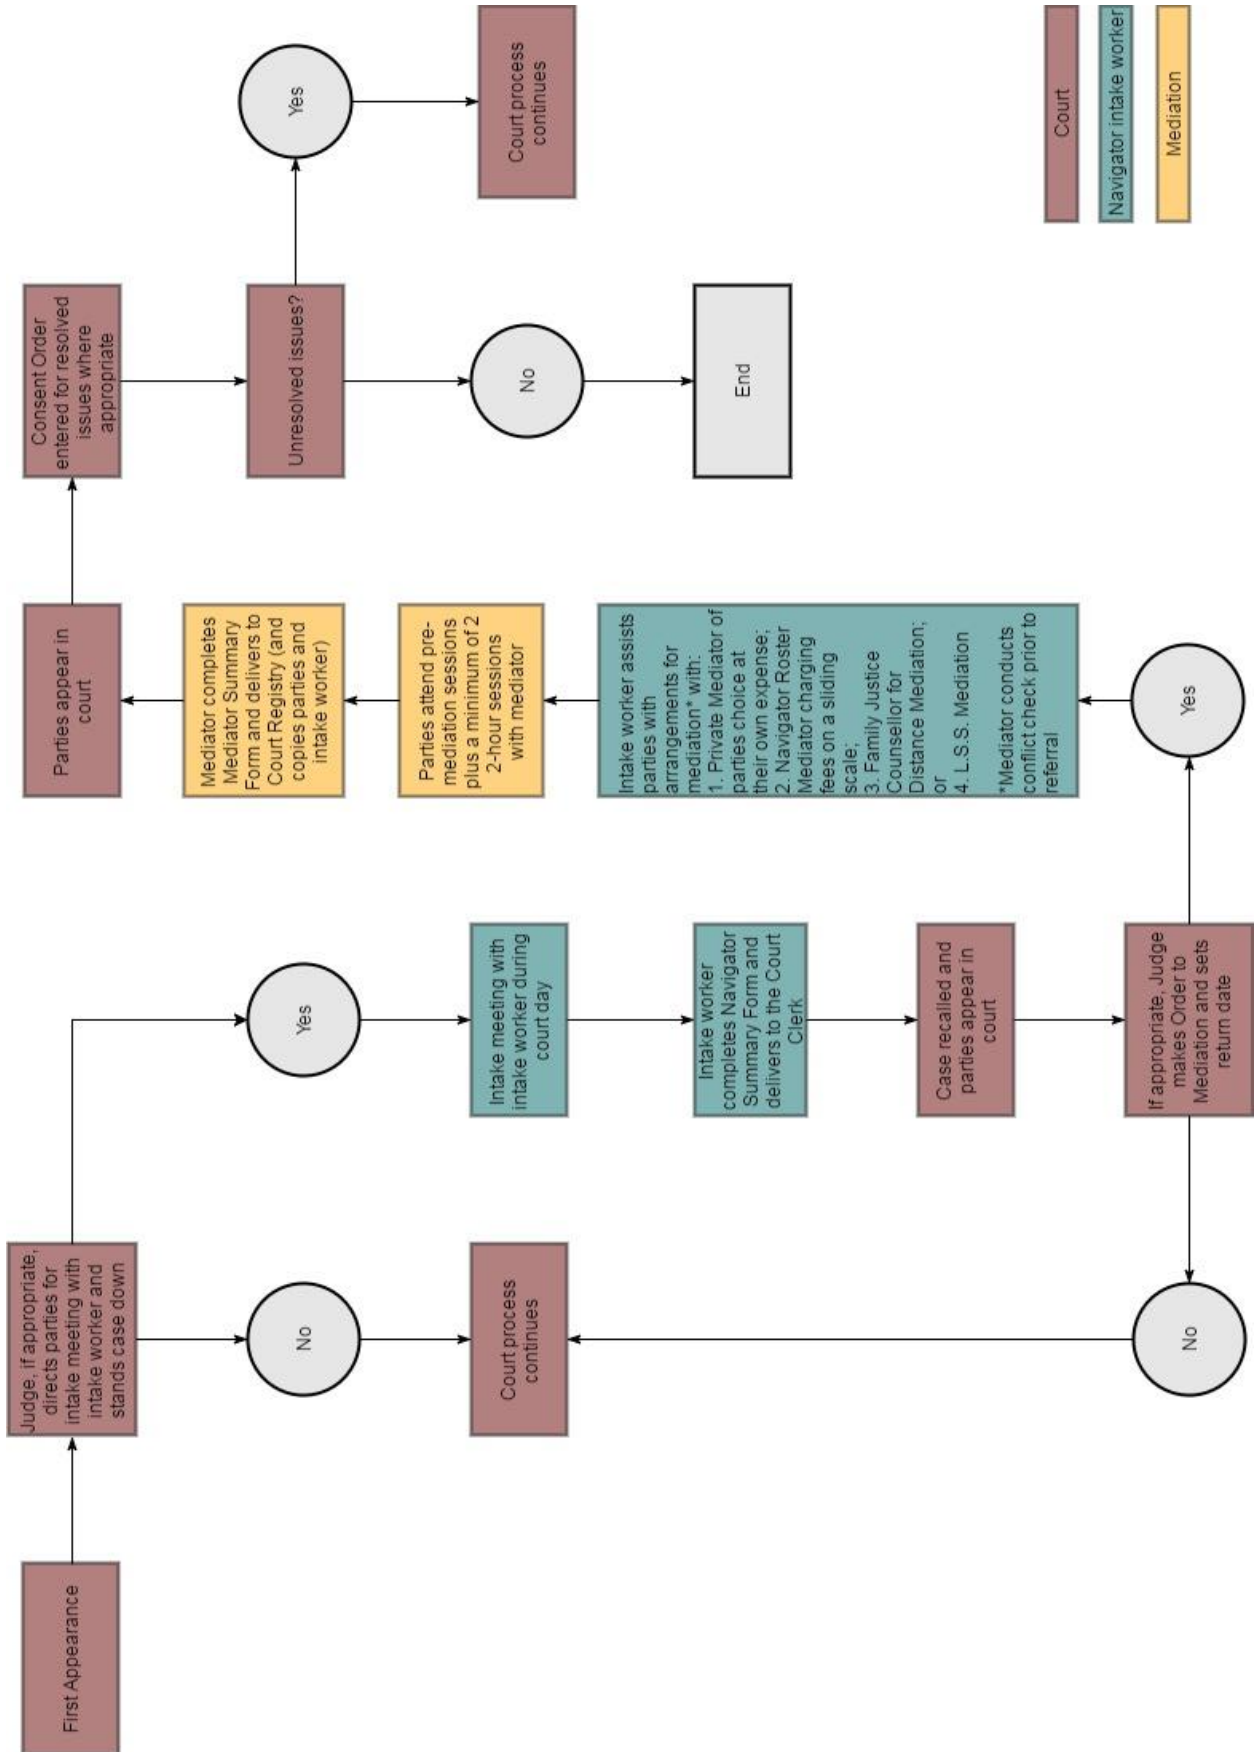 First Appearance
Judge, if appropriate,
directs parties for
intake meeting with
intake worker and
stands case down
No
Court process
continues
Yes
Intake meeting with
intake worker during
court day
Intake worker
completes Navigator
Summary Form and
delivers to the Court
Clerk
Case recalled and
parties appear in
court
If appropriate, Judge
makes Order to
Mediation and sets
return date
No
Yes
Intake worker assists
parties with
arrangements for
mediation* with:
1. Private Mediator of
parties choice at
their own expense;
2. Navigator Roster
Mediator charging
fees on a sliding
scale;
3. Family Justice
Counsellor for
Distance Mediation;
or
4. L.S.S. Mediation
*Mediator conducts
conflict check prior to
referral
Parties attend pre-
mediation sessions
plus a minimum of 2
2-hour sessions
with mediator
Mediator completes
Mediator Summary
Form and delivers to
Court Registry (and
copies parties and
intake worker)
Parties appear in
court
Consent Order
entered for resolved
issues where
appropriate
Unresolved issues?
No
End
Yes
Court process
continues
Court
Navigator intake worker
Mediation